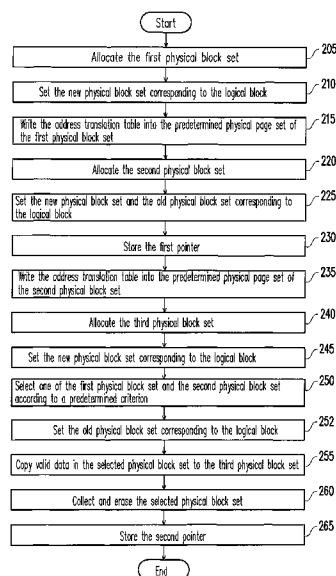 Start
Allocate the first physical block set
205
Set the new physical block set corresponding to the logical block
210
Write the address translation table into the predetermined physical page set of
the first physical block set
215
Allocate the second physical block set
220
Set the new physical block set and the old physical block set corresponding to
the logical block
225
Store the first pointer
230
Write the address translation table into the predetermined physical page set of
the second physical block set
235
Allocate the third physical block set
240
Set the new physical block set corresponding to the logical block
245
Select one of the first physical block set and the second physical block set
according to a predetermined criterion
250
Set the old physical block set corresponding to the logical block
252
Copy valid data in the selected physical block set to the third physical block set
255
Collect and erase the selected physical block set
260
Store the second pointer
265
End